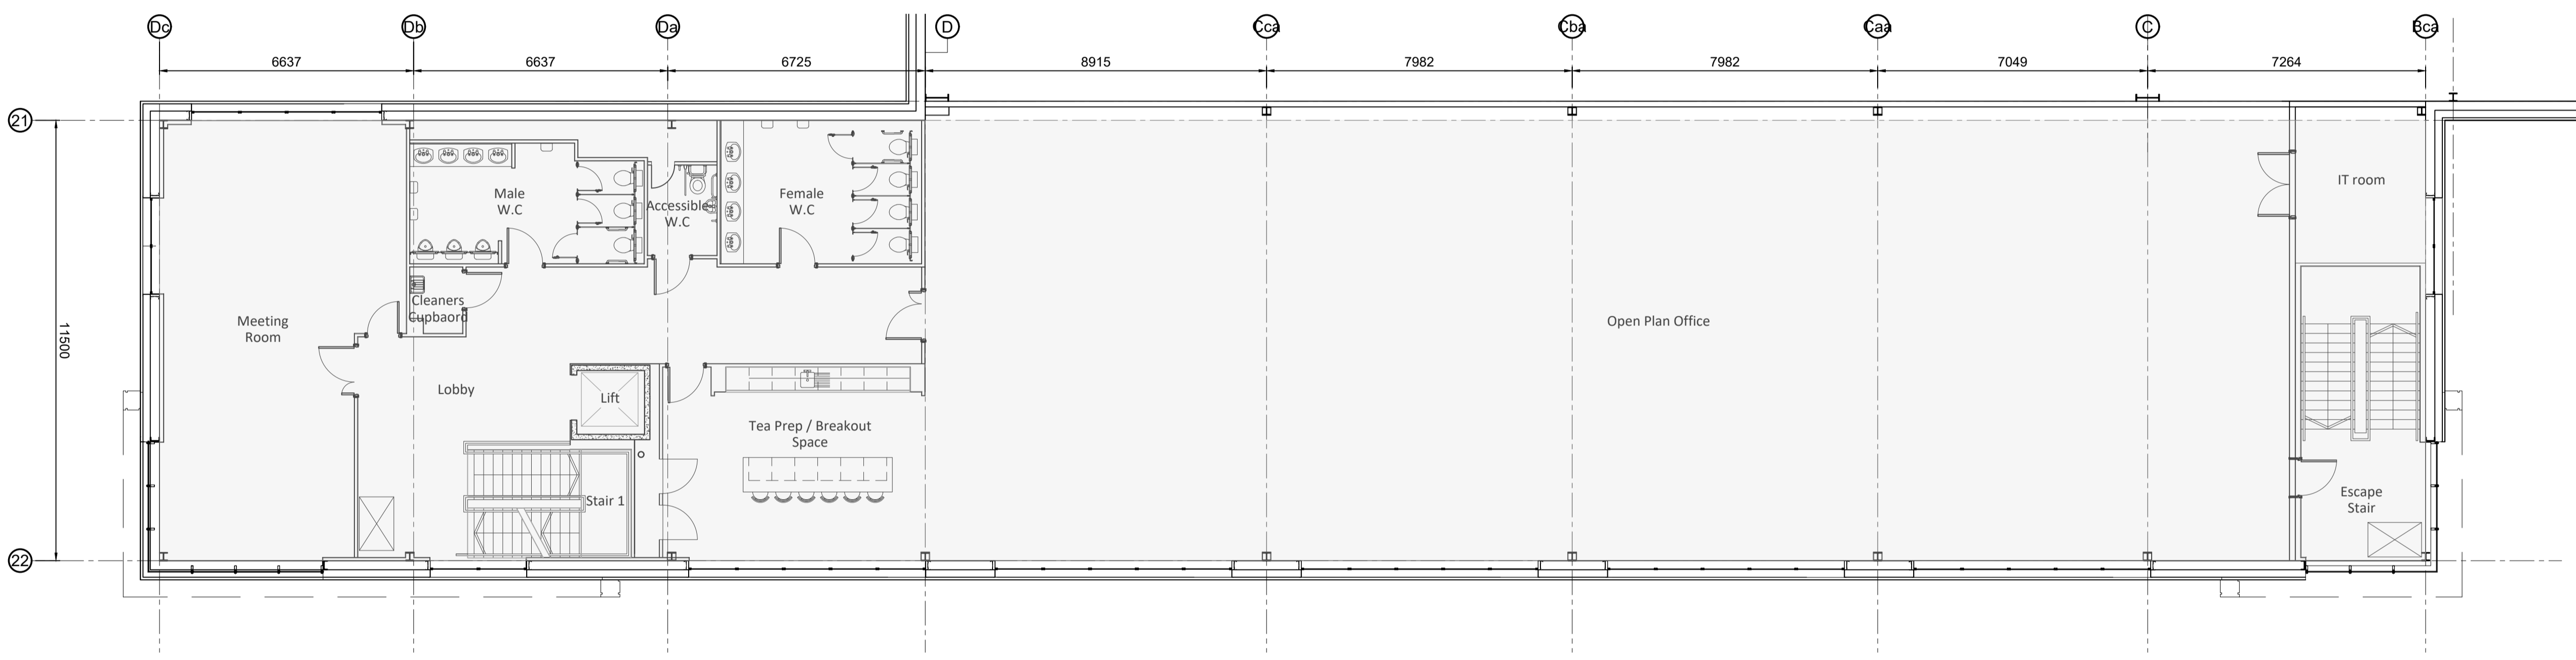 Dc
Db
Da
D
Cca
Cba
Caa
C
Bca
6637
6637
6725
8915
7982
7982
7049
7264
21
11500
22
Male
W.C
Accessible
W.C
Female
W.C
IT room
Cleaners
Cupbaord
Meeting
Room
Open Plan Office
Lobby
Lift
Tea Prep / Breakout
Space
Stair 1
Escape
Stair